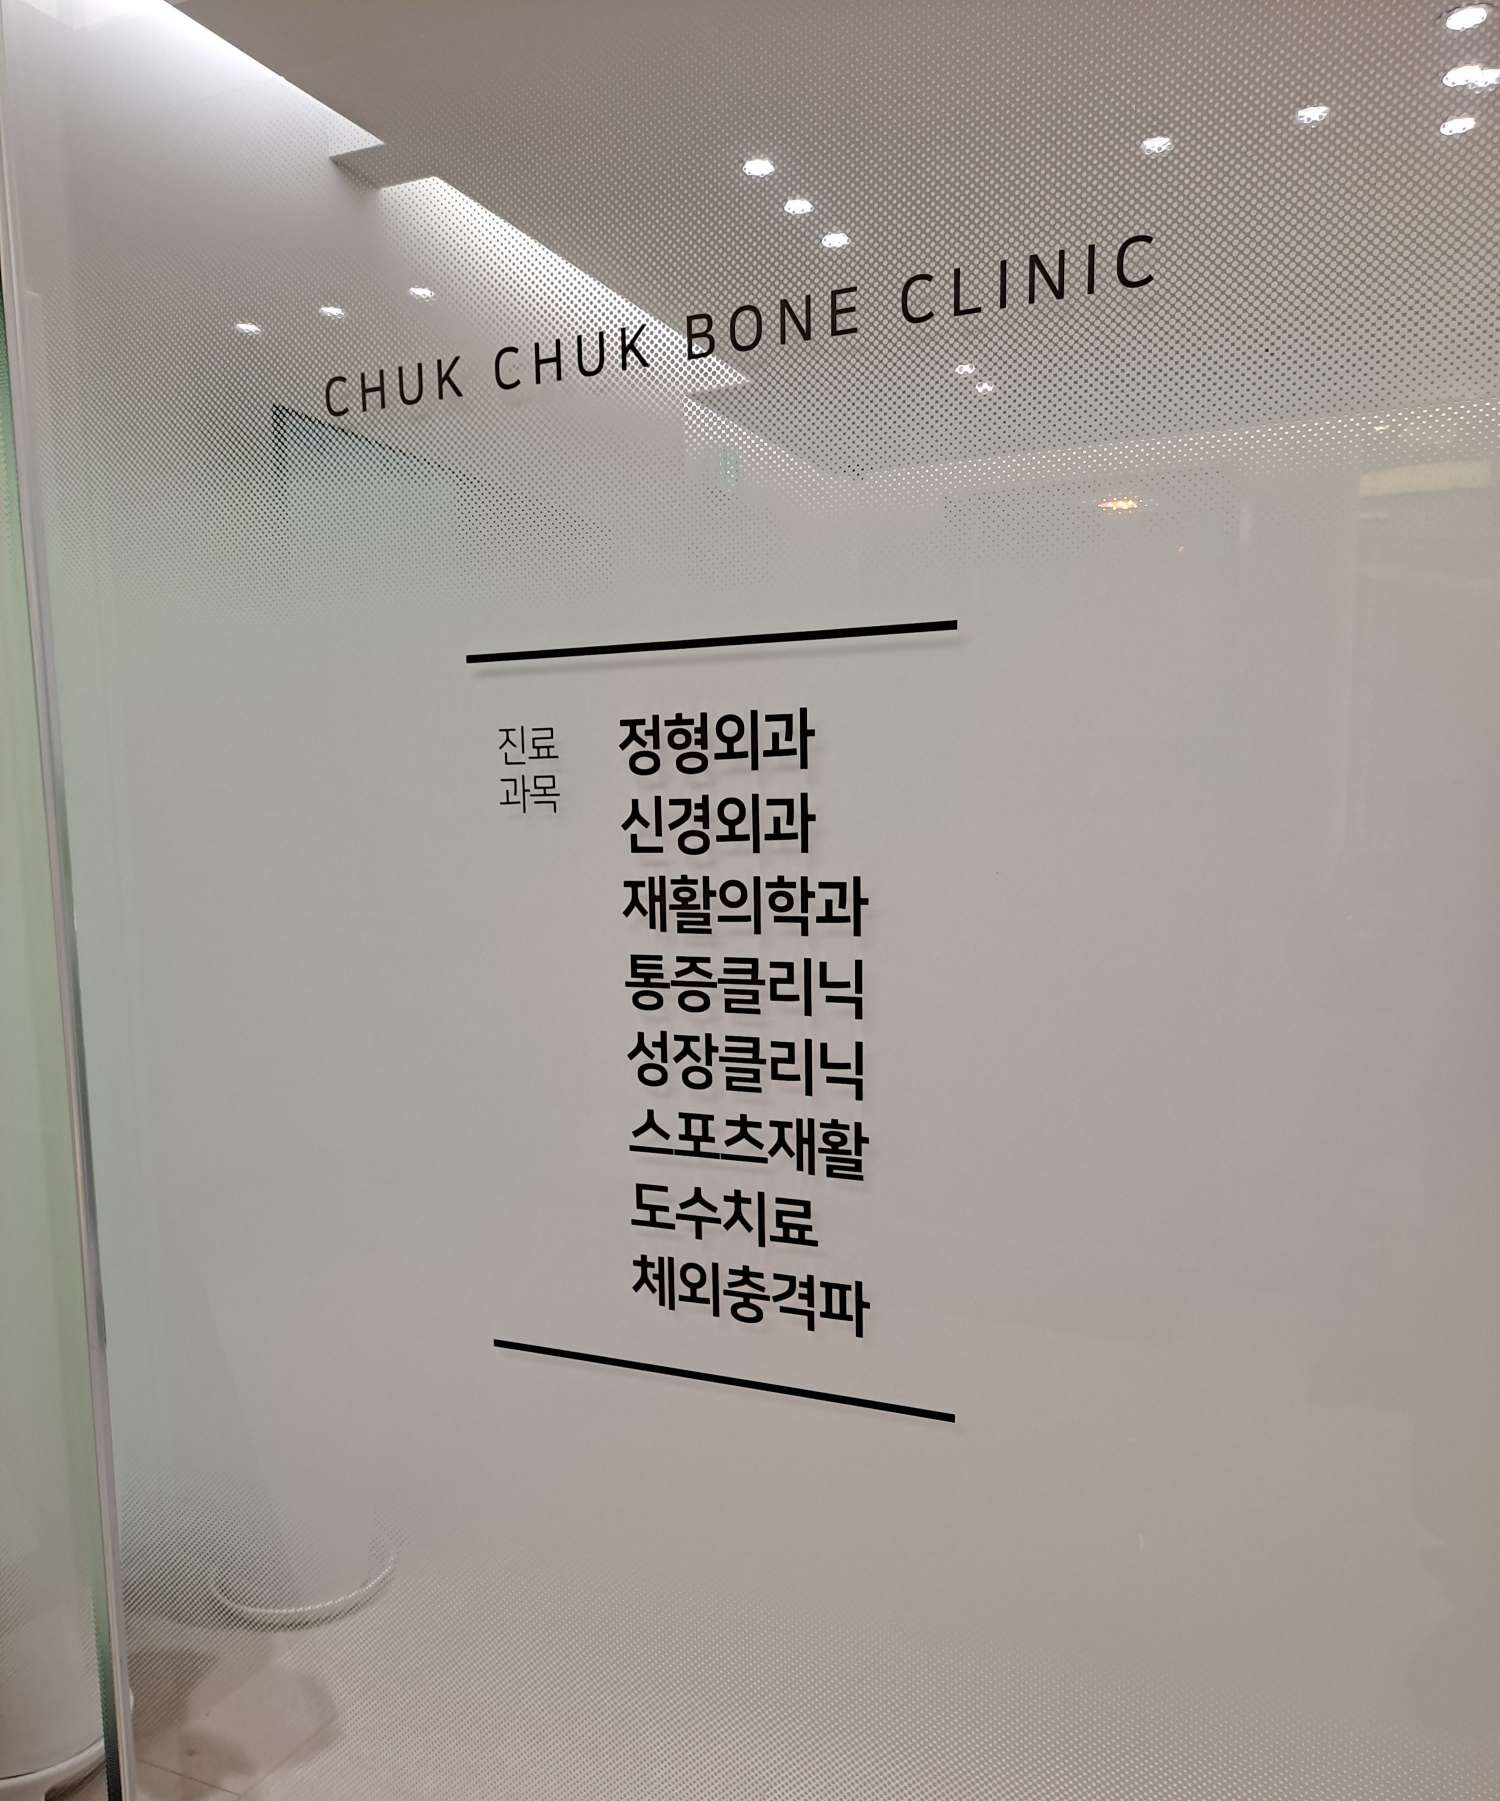 CHUK CHUK BONE CLINIC
진료
과목
정형외과
신경외과
재활의학과
통증클리닉
성장클리닉
스포츠재활
도수치료
체외충격파